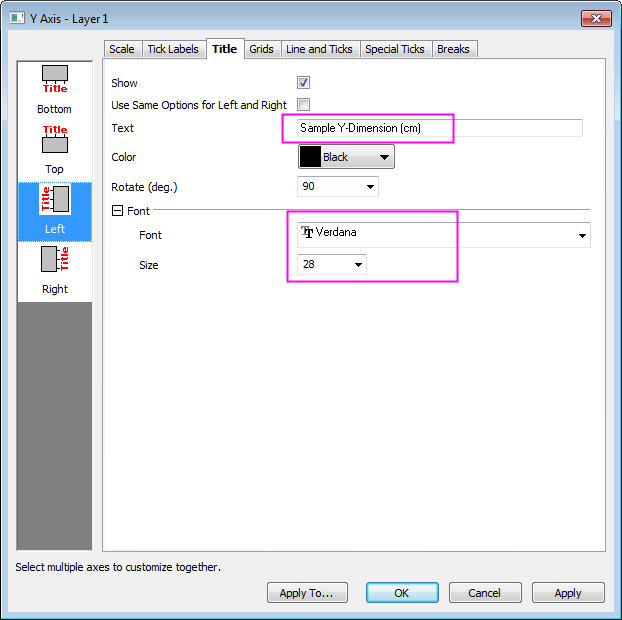 Y Axis - Layer1
Scale Tick Labels Title Grids Line and Ticks Special Ticks Breaks
Title
Bottom
Title
Top
Title
Left
Title
Right
Show
Use Same Options for Left and Right
Text Sample Y-Dimension (cm)
Color Black
Rotate (deg.) 90
Font
Font Verdana
Size 28
Select multiple axes to customize together.
Apply To... OK Cancel Apply